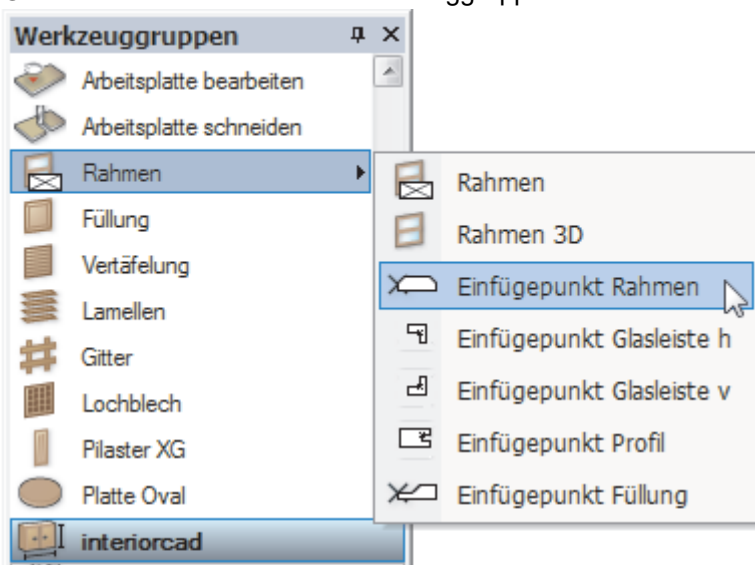 Werkzeuggruppen
Arbeitsplatte bearbeiten
Arbeitsplatte schneiden
Rahmen
Füllung
Vertäfelung
Lamellen
Gitter
Lochblech
Pilaster XG
Platte Oval
interiorcad
Rahmen
Rahmen 3D
Einfügepunkt Rahmen
Einfügepunkt Glasleiste h
Einfügepunkt Glasleiste v
Einfügepunkt Profil
Einfügepunkt Füllung